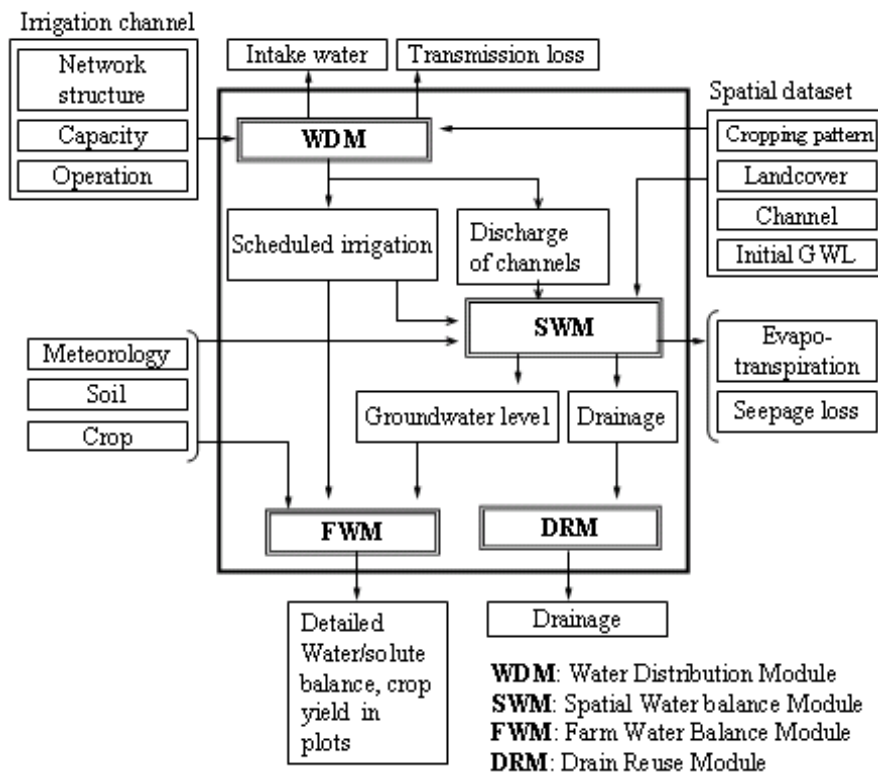 Irrigation channel
Network
structure
Capacity
Operation
Intake water
Transmission loss
Spatial dataset
Cropping pattern
Landcover
Channel
Initial GWL
WDM
Scheduled irrigation
Discharge
of channels
SWM
Meteorology
Soil
Crop
Evapo-
transpiration
Seepage loss
Groundwater level
Drainage
FWM
DRM
Detailed
Water/solute
balance, crop
yield in
plots
Drainage
WDM: Water Distribution Module
SWM: Spatial Water balance Module
FWM: Farm Water Balance Module
DRM: Drain Reuse Module